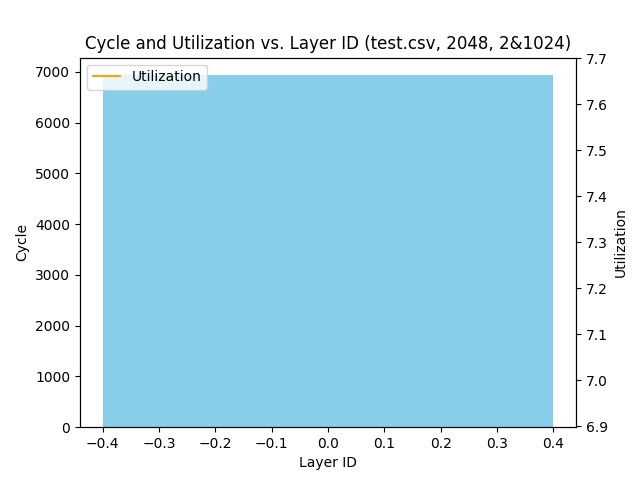 Cycle and Utilization vs. Layer ID (test.csv, 2048, 2&1024)
Utilization
7000
6000
5000
4000
3000
2000
1000
0
Cycle
7.7
7.6
7.5
7.4
7.3
7.2
7.1
7.0
6.9
Utilization
−0.4 −0.3 −0.2 −0.1 0.0 0.1 0.2 0.3 0.4
Layer ID